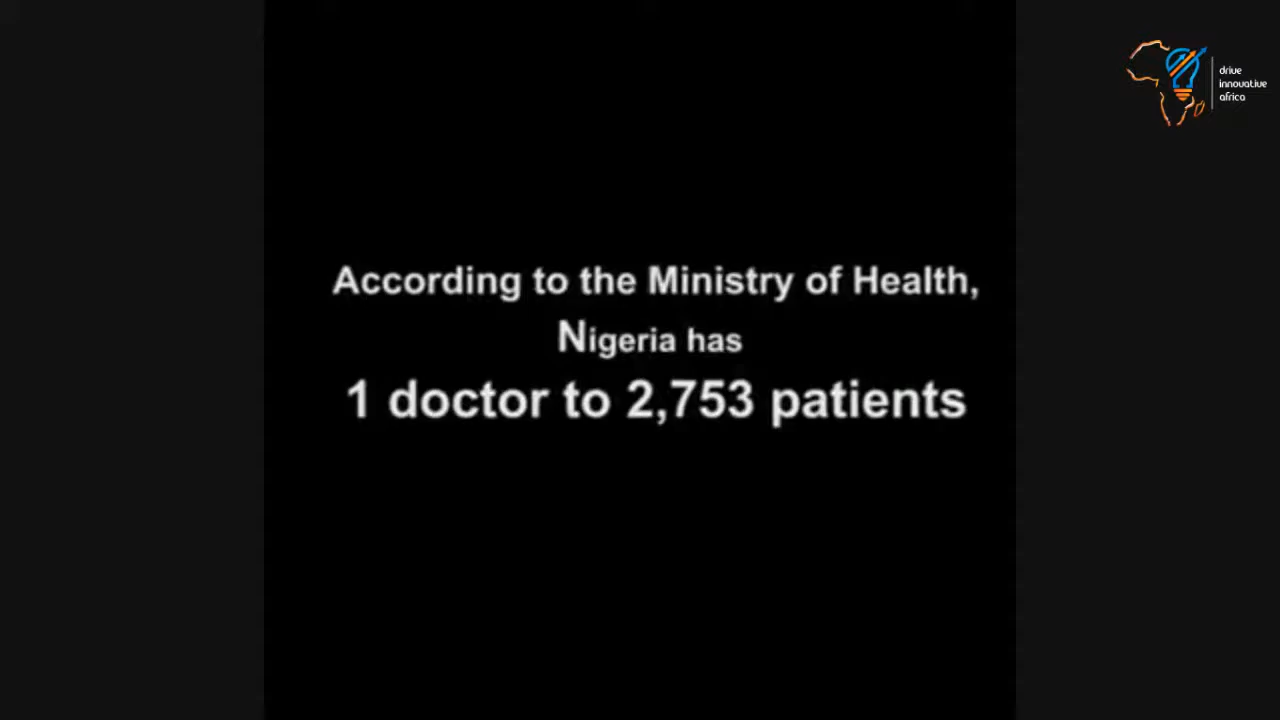 According to the Ministry of Health,
Nigeria has
1 doctor to 2,753 patients
drive
innovative
africa